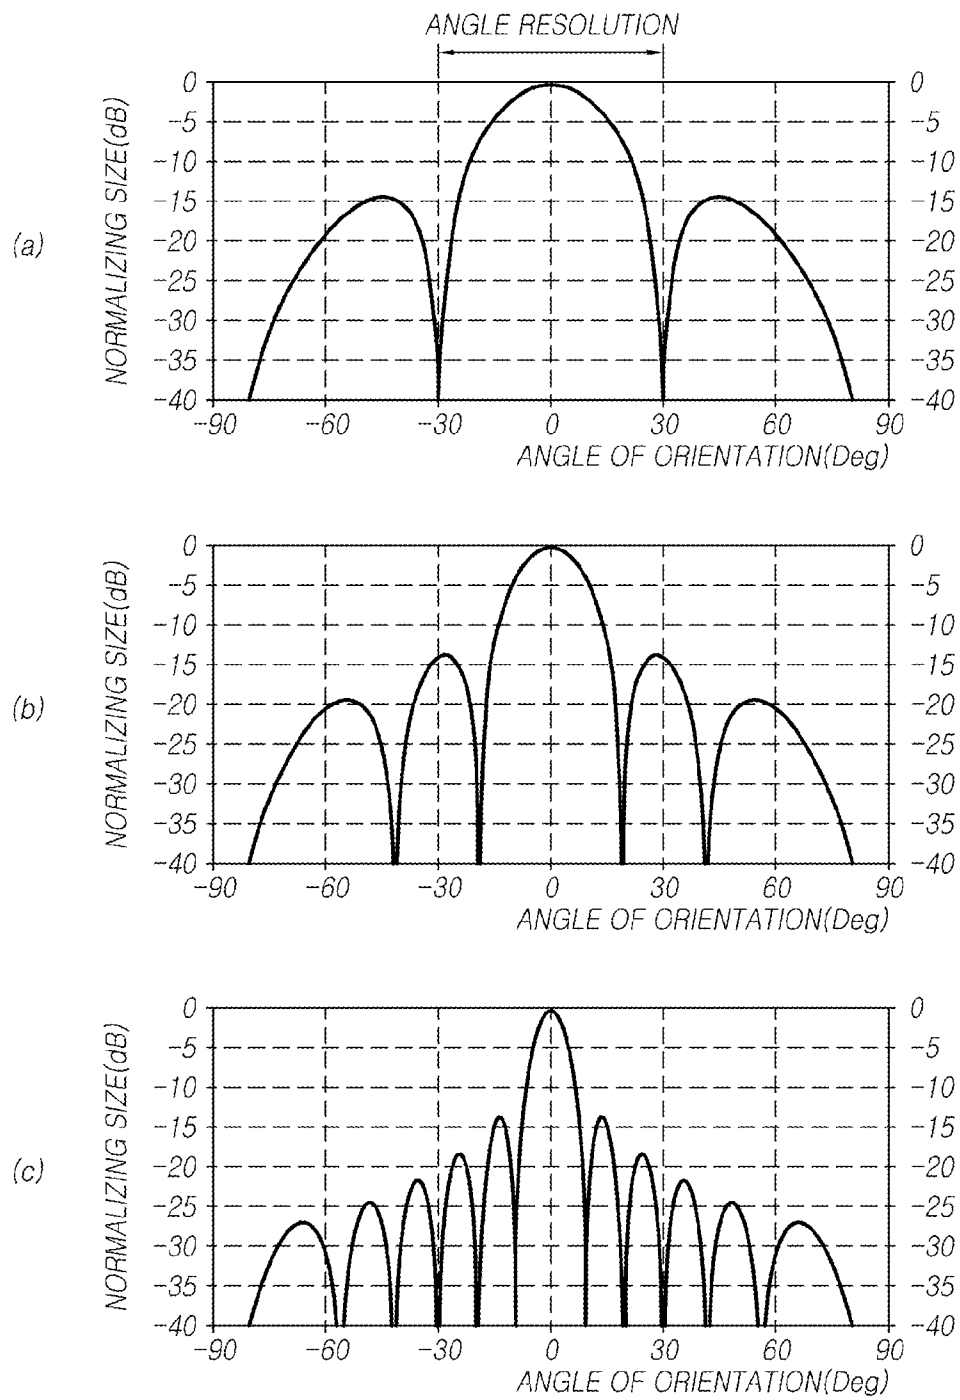 ANGLE RESOLUTION
(a)
NORMALIZING SIZE(dB)
0 0
-5 -5
-10 -10
-15 -15
-20 -20
-25 -25
-30 -30
-35 -35
-40 -40
-90 -60 -30 0 30 60 90
ANGLE OF ORIENTATION(Deg)
(b)
NORMALIZING SIZE(dB)
0 0
-5 -5
-10 -10
-15 -15
-20 -20
-25 -25
-30 -30
-35 -35
-40 -40
-90 -60 -30 0 30 60 90
ANGLE OF ORIENTATION(Deg)
(c)
NORMALIZING SIZE(dB)
0 0
-5 -5
-10 -10
-15 -15
-20 -20
-25 -25
-30 -30
-35 -35
-40 -40
-90 -60 -30 0 30 60 90
ANGLE OF ORIENTATION(Deg)